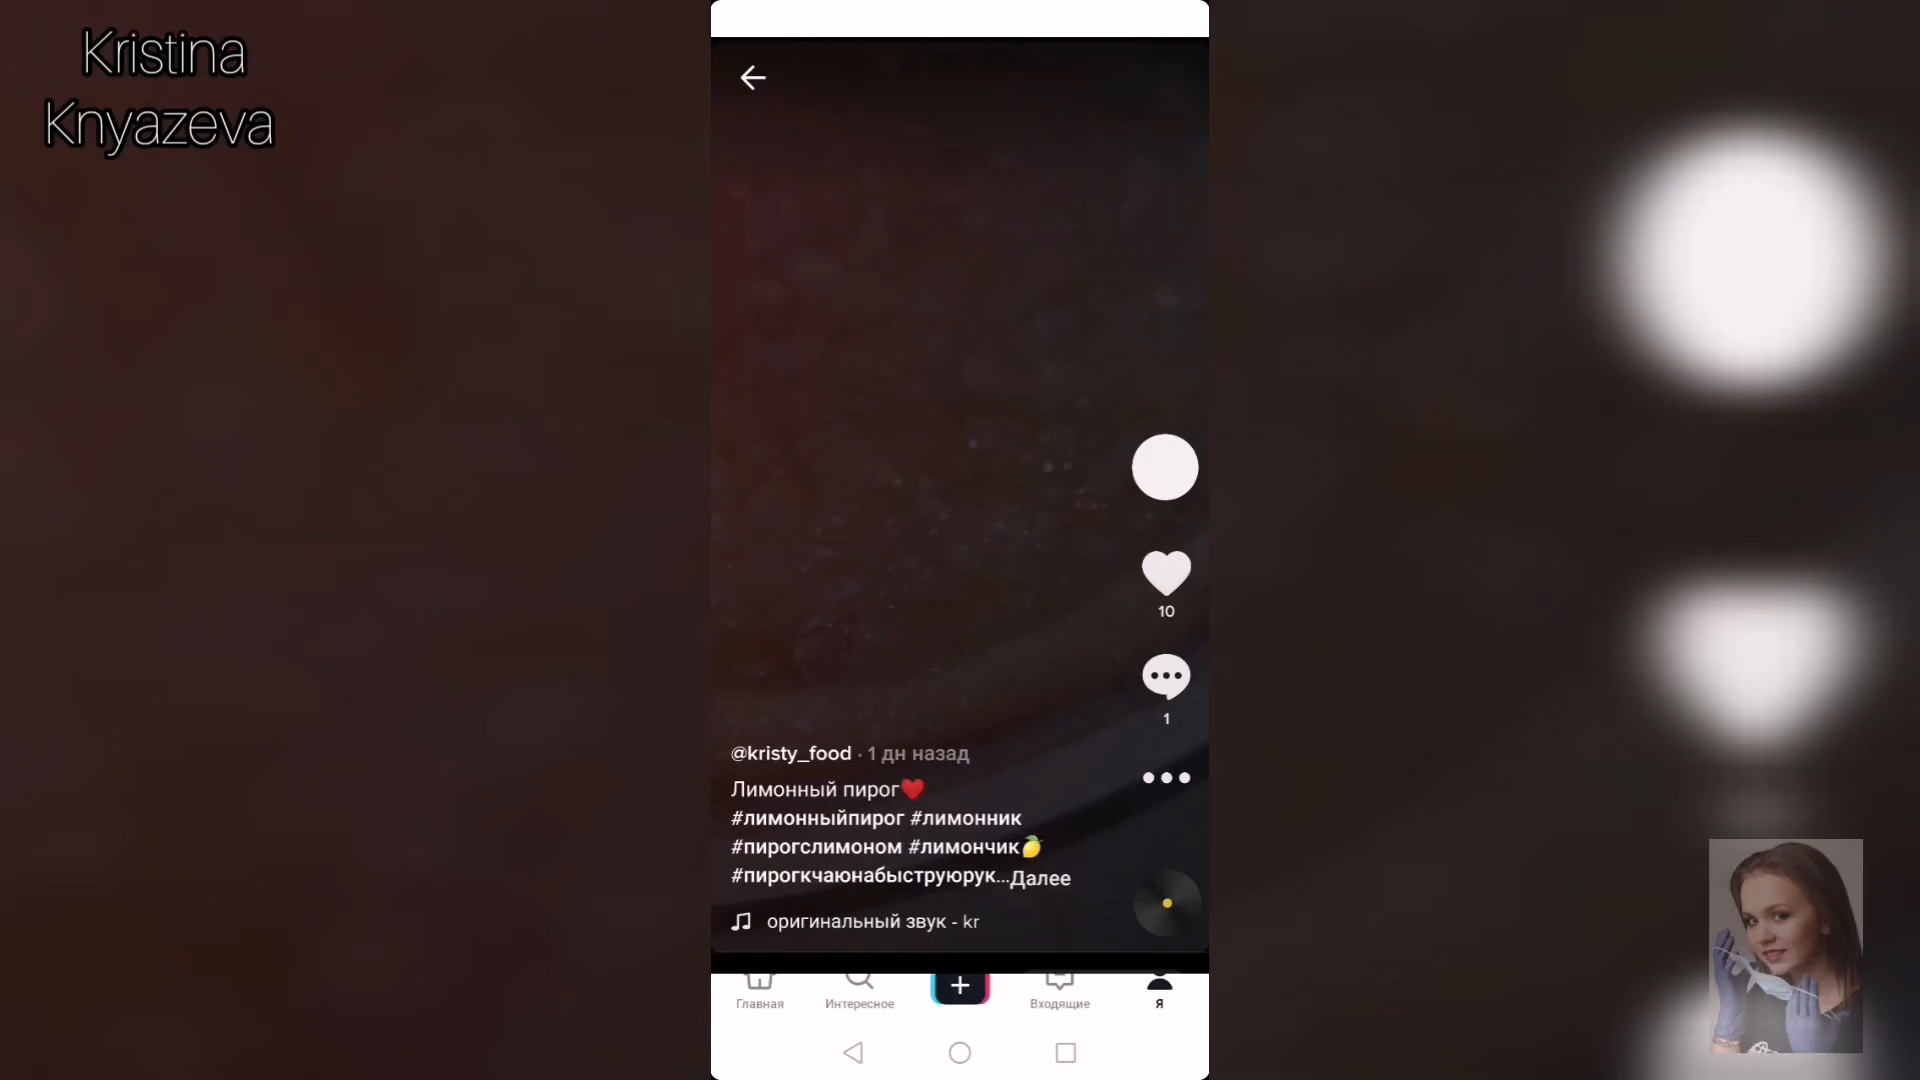 Kristina
Knyazeva
10
1
@kristy_food · 1 дн назад
Лимонный пирог❤️
#лимонныйпирог #лимонник
#пирогслимоном #лимончик🍋
#пирогкчаюнабыструюрук...Далее
оригинальный звук - kr
Главная
Интересное
Входящие
Я